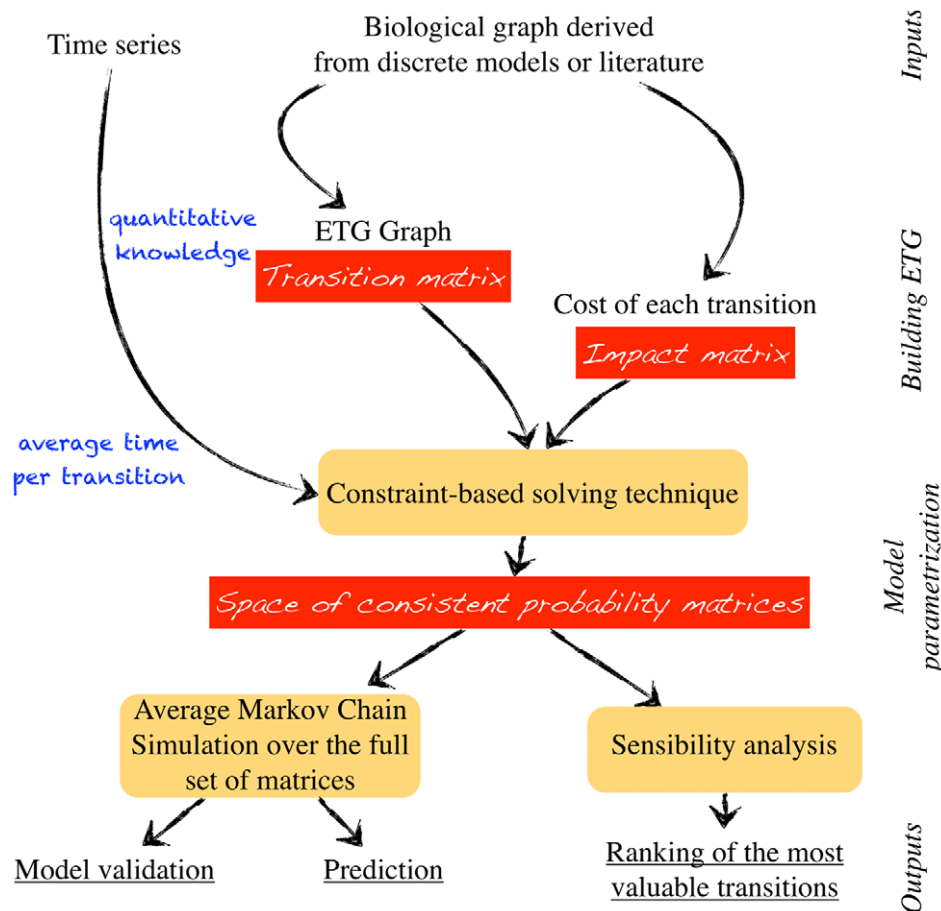 Time series
Biological graph derived
from discrete models or literature
Inputs
quantitative
knowledge
ETG Graph
Transition matrix
Cost of each transition
Impact matrix
Building ETG
average time
per transition
Constraint-based solving technique
Model
parametrization
Space of consistent probability matrices
Average Markov Chain
Simulation over the full
set of matrices
Sensibility analysis
Model validation
Prediction
Ranking of the most
valuable transitions
Outputs